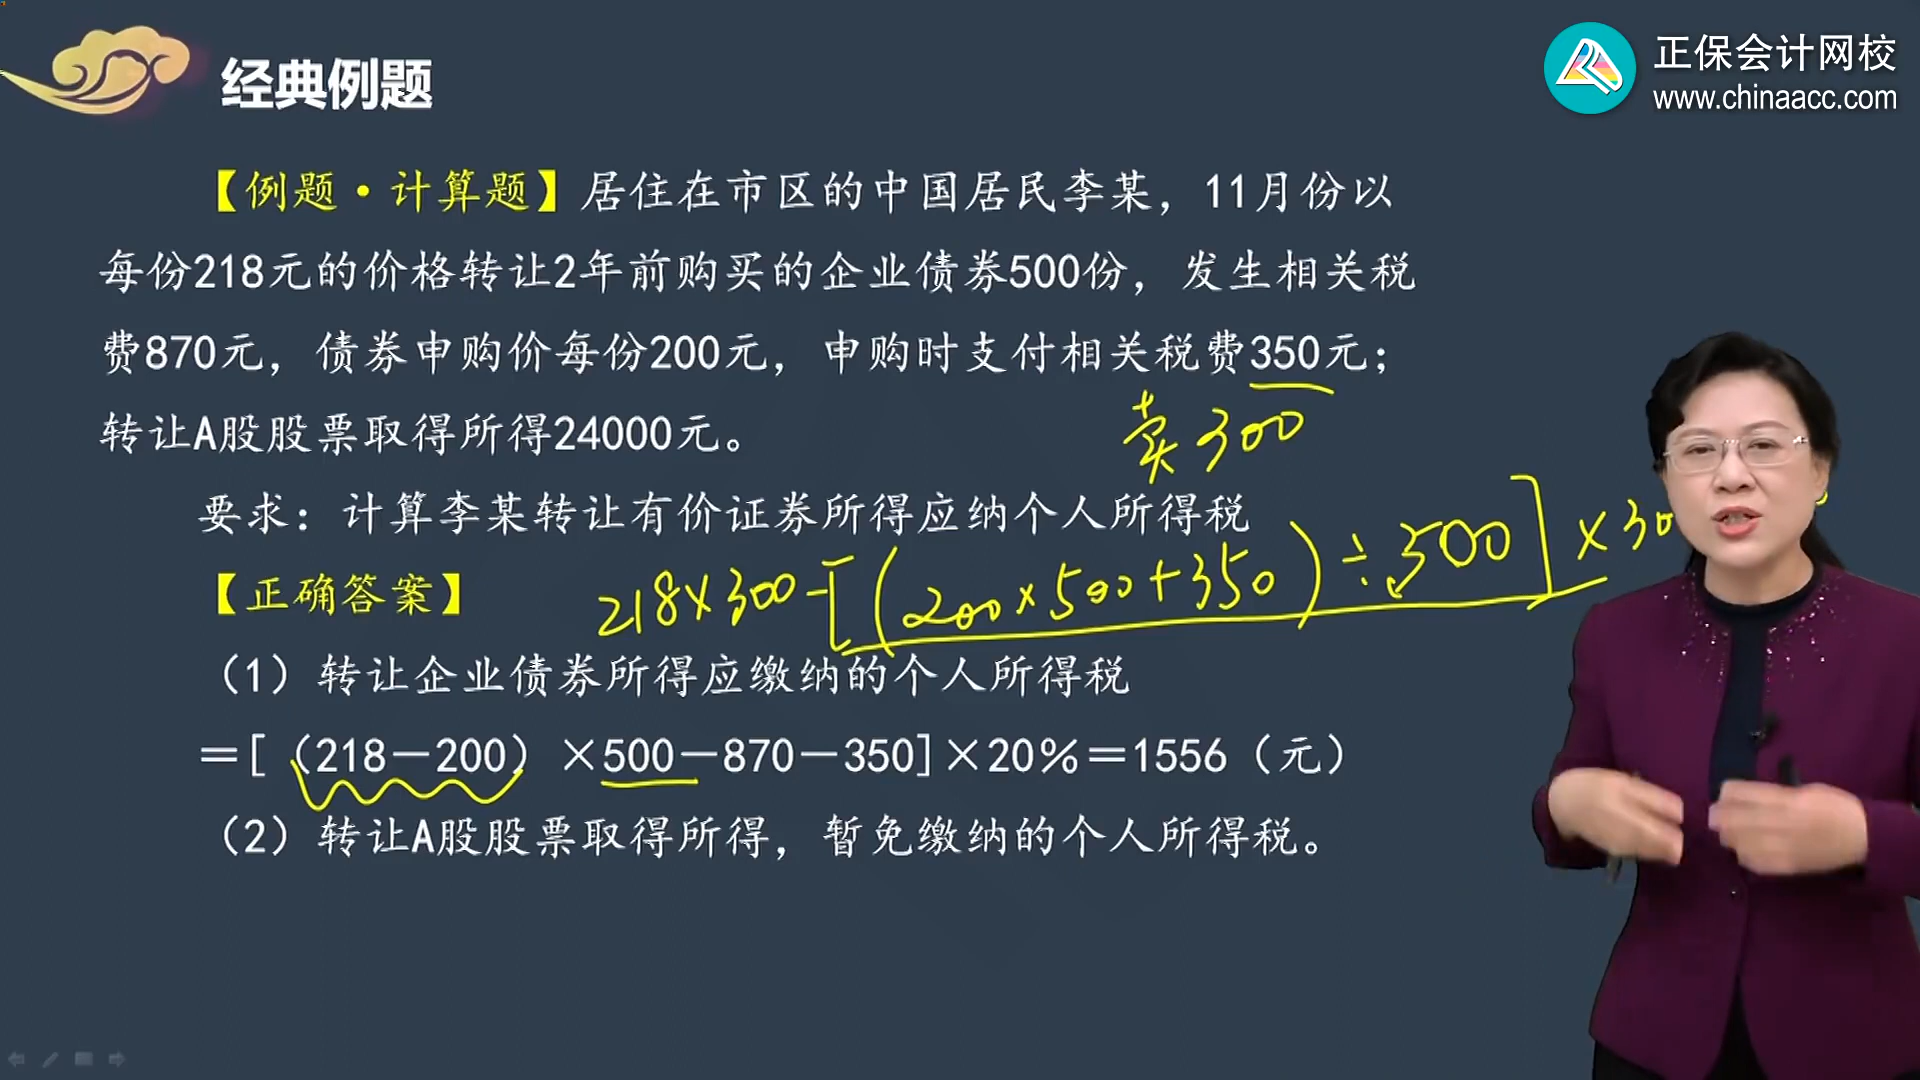 经典例题
正保会计网校
www.chinaacc.com
【例题·计算题】居住在市区的中国居民李某，11月份以
每份218元的价格转让2年前购买的企业债券500份，发生相关税
费870元，债券申购价每份200元，申购时支付相关税费350元；
转让A股股票取得所得24000元。
卖300
要求：计算李某转让有价证券所得应纳个人所得税
【正确答案】
218×300-[(200×500+350)÷500]×30
（1）转让企业债券所得应缴纳的个人所得税
＝[（218－200）×500－870－350]×20％＝1556（元）
（2）转让A股股票取得所得，暂免缴纳的个人所得税。